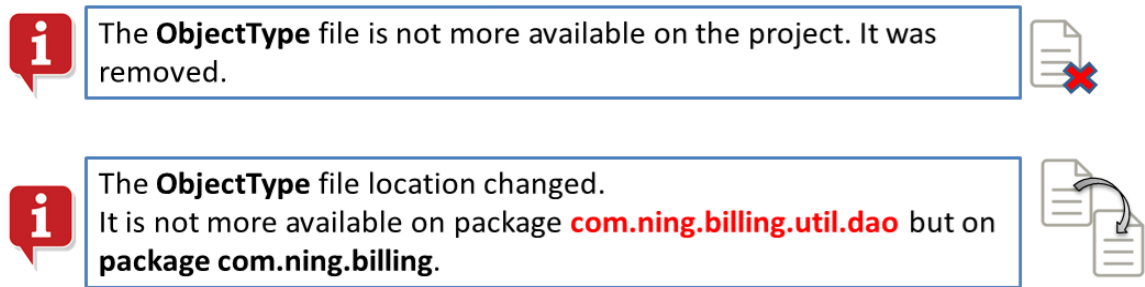 The ObjectType file is not more available on the project. It was
removed.
The ObjectType file location changed.
It is not more available on package com.ning.billing.util.dao but on
package com.ning.billing.